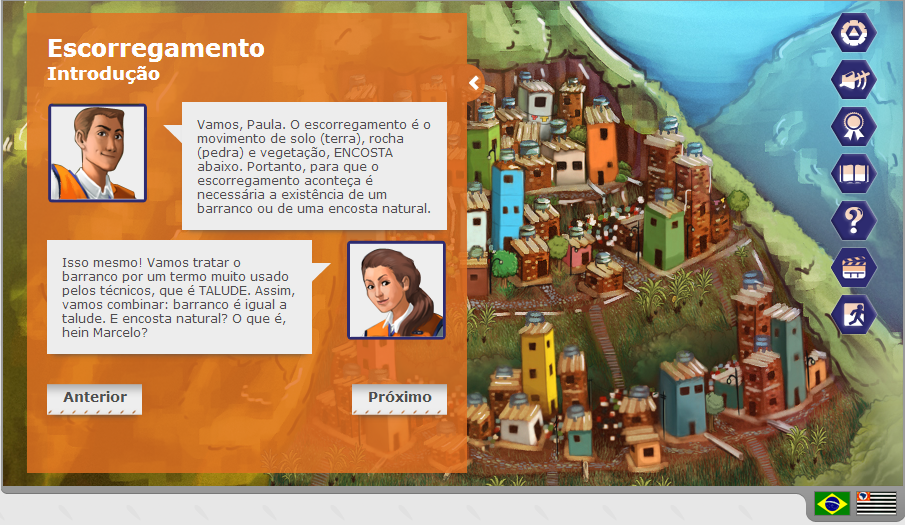 Escorregamento
Introdução
Vamos, Paula. O escorregamento é o
movimento de solo (terra), rocha
(pedra) e vegetação, ENCOSTA
abaixo. Portanto, para que o
escorregamento aconteça é
necessária a existência de um
barranco ou de uma encosta natural.
Isso mesmo! Vamos tratar o
barranco por um termo muito usado
pelos técnicos, que é TALUDE. Assim,
vamos combinar: barranco é igual a
talude. E encosta natural? O que é,
hein Marcelo?
Anterior
Próximo
?